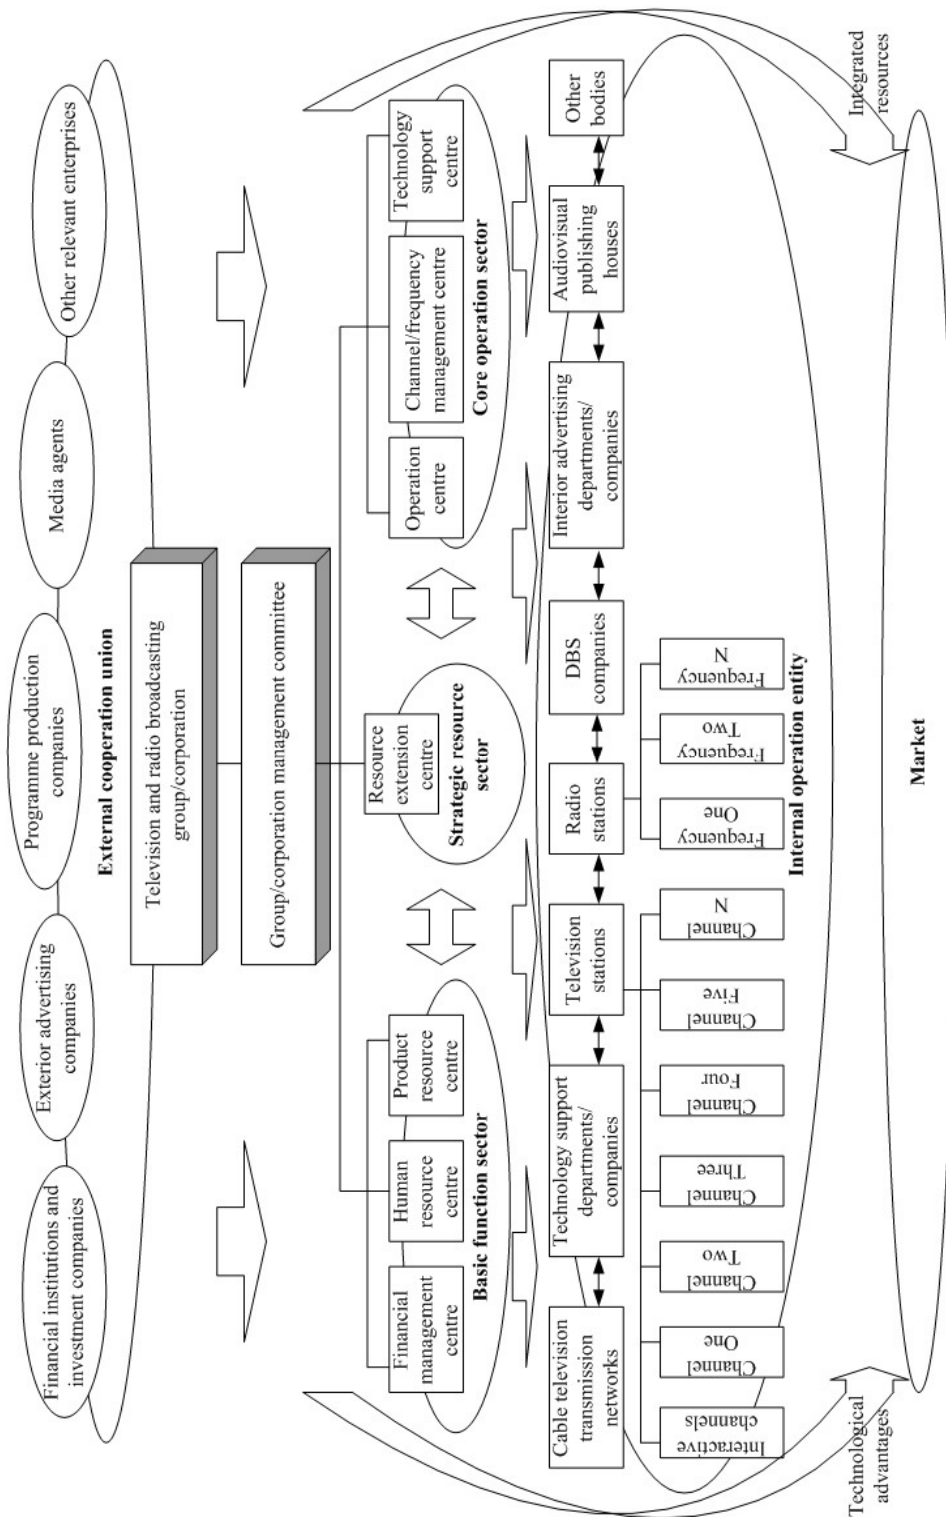 Financial institutions and
investment companies
Exterior advertising
companies
Programme production
companies
Media agents
Other relevant enterprises
External cooperation union
Television and radio broadcasting
group/corporation
Group/corporation management committee
Financial
management centre
Human
resource centre
Product
resource centre
Basic function sector
Resource
extension
centre
Strategic resource
sector
Operation
centre
Channel/frequency
management centre
Technology
support
centre
Core operation sector
Cable television
transmission
networks
Technology support
departments/
companies
Television
stations
Radio
stations
DBS
companies
Interior advertising
departments/
companies
Audiovisual
publishing
houses
Other
bodies
Interactive
channels
Channel
One
Channel
Two
Channel
Three
Channel
Four
Channel
Five
Channel
N
Frequency
One
Frequency
Two
Frequency
N
Internal operation entity
Technological
advantages
Integrated
resources
Market